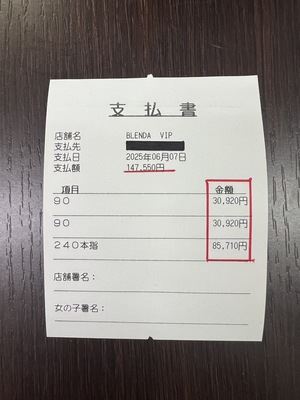 支払書
店舗名 BLENDA VIP
支払先
支払日 2025年06月07日
支払額 147,550円
項目 金額
90 30,920円
90 30,920円
240本指 85,710円
店舗署名：
女の子署名：